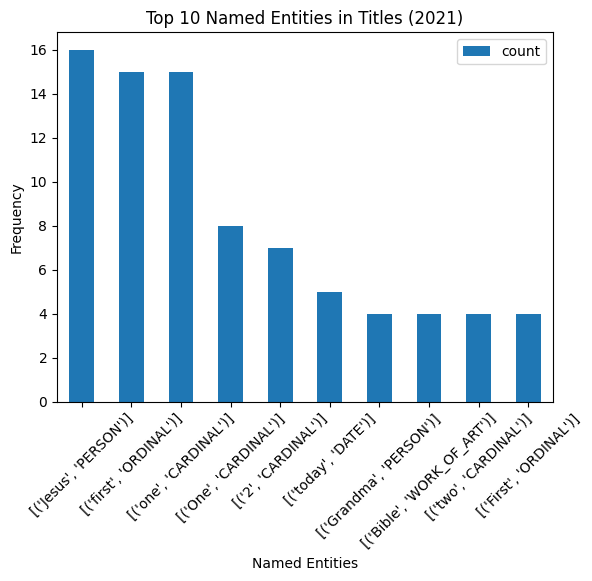 Top 10 Named Entities in Titles (2021)
count
Frequency
16
14
12
10
8
6
4
2
0
[('Jesus', 'PERSON')]
[('first', 'ORDINAL')]
[('one', 'CARDINAL')]
[('One', 'CARDINAL')]
[('2', 'CARDINAL')]
[('today', 'DATE')]
[('Grandma', 'PERSON')]
[('Bible', 'WORK_OF_ART')]
[('two', 'CARDINAL')]
[('First', 'ORDINAL')]
Named Entities